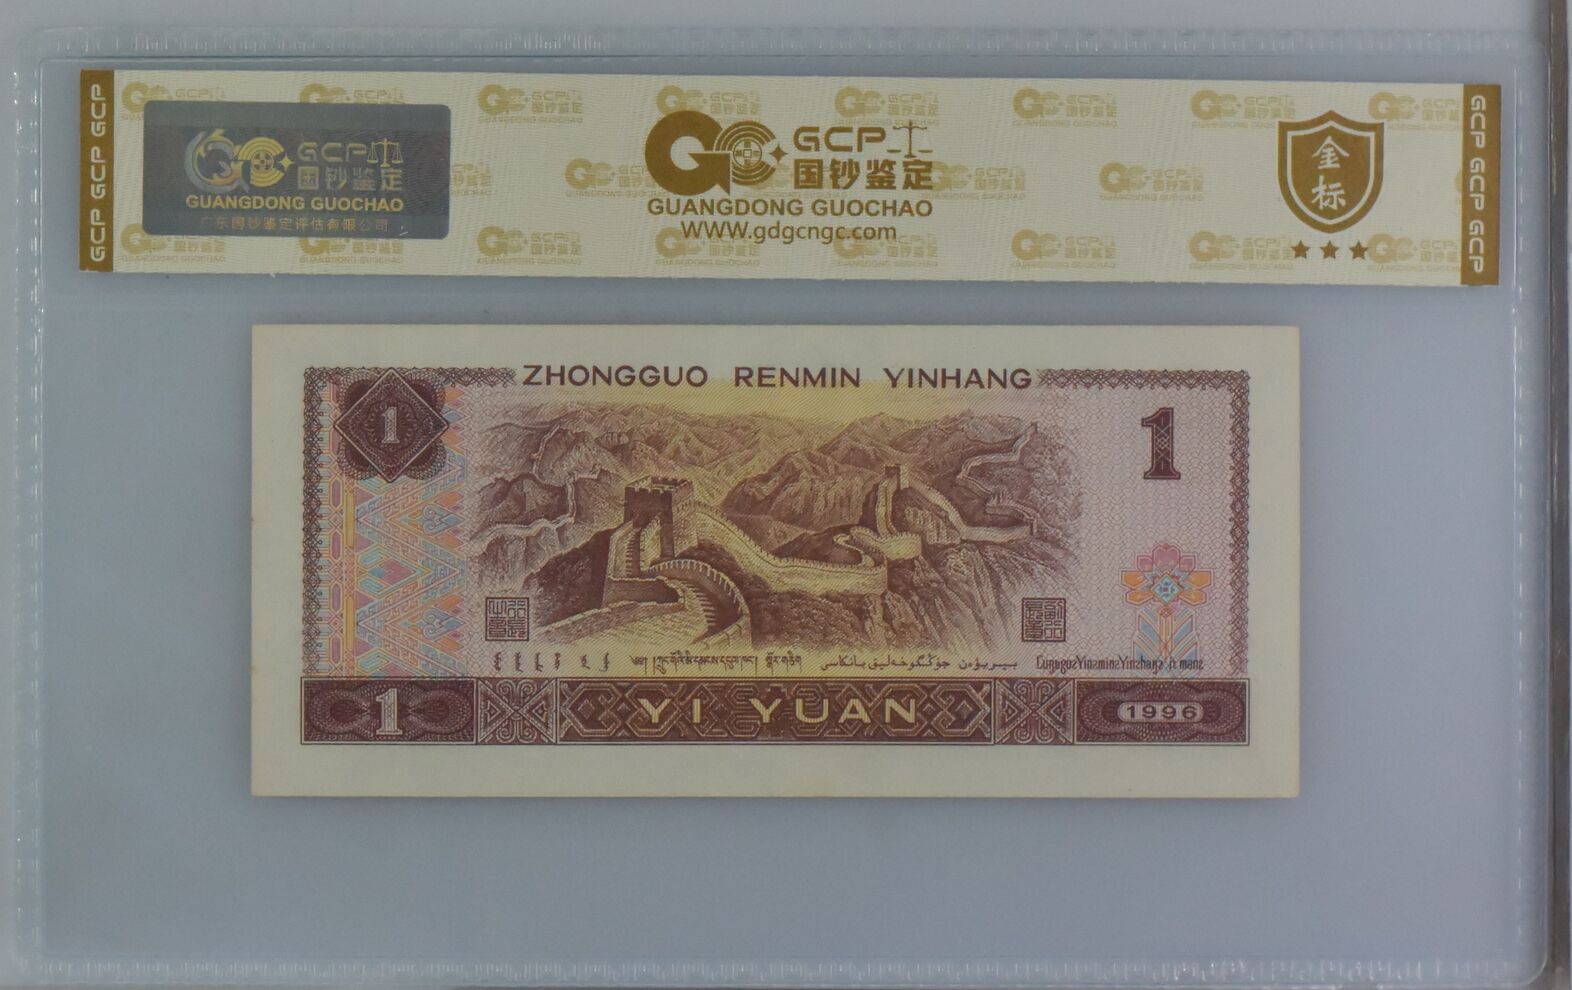 GCP GCP GCP
GCP
国钞鉴定
GUANGDONG GUOCHAO
广东国钞鉴定评估有限公司
GCP
国钞鉴定
GUANGDONG GUOCHAO
WWW.gdgcngc.com
金标
GCP GCP GCP
ZHONGGUO RENMIN YINHANG
1
1
1
YI YUAN
1996